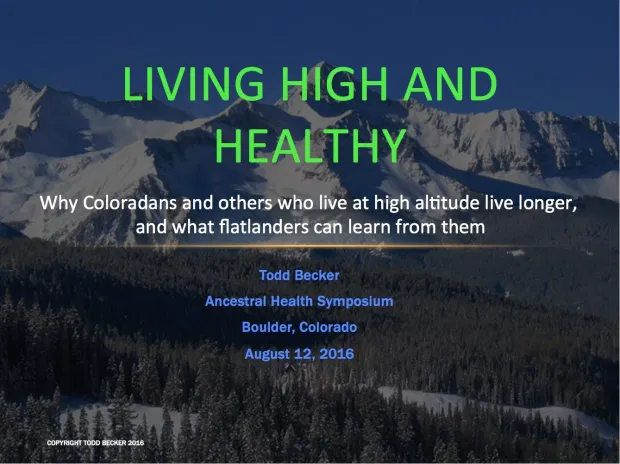 LIVING HIGH AND
HEALTHY
Why Coloradans and others who live at high altitude live longer,
and what flatlanders can learn from them
Todd Becker
Ancestral Health Symposium
Boulder, Colorado
August 12, 2016
COPYRIGHT TODD BECKER 2016